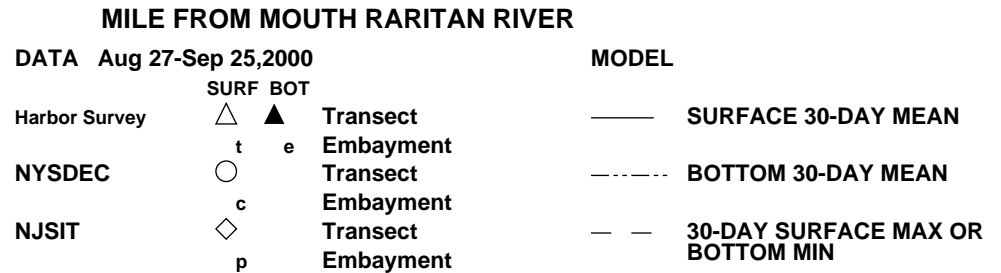 MILE FROM MOUTH RARITAN RIVER
DATA Aug 27-Sep 25,2000 MODEL
SURF BOT
Harbor Survey Transect SURFACE 30-DAY MEAN
t e Embayment
NYSDEC Transect BOTTOM 30-DAY MEAN
c Embayment
NJSIT Transect 30-DAY SURFACE MAX OR
BOTTOM MIN
p Embayment